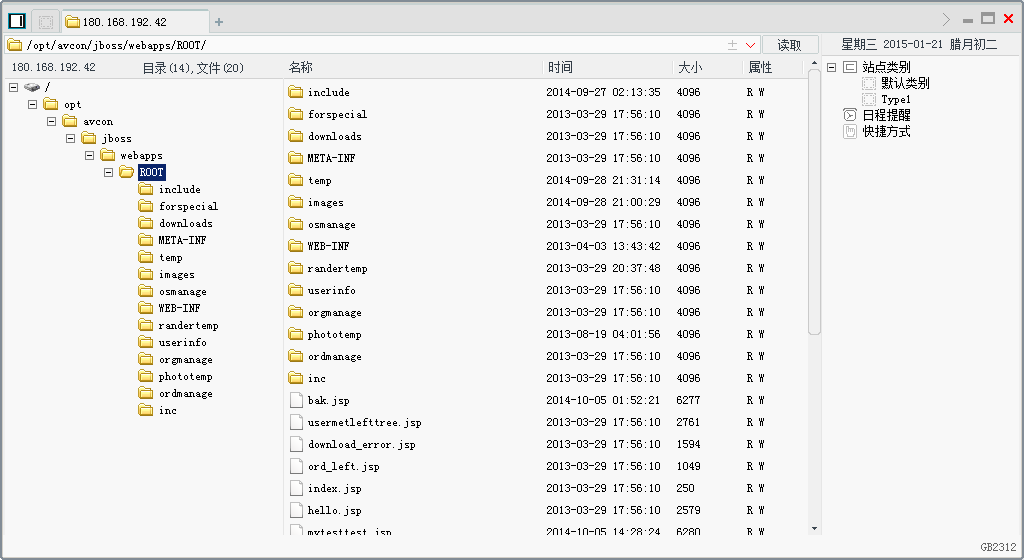 180.168.192.42
/opt/avcon/jboss/webapps/ROOT/ 读取 星期三 2015-01-21 腊月初二
180.168.192.42 目录(14),文件(20)
/
opt
avcon
jboss
webapps
ROOT
include
forspecial
downloads
META-INF
temp
images
osmanage
WEB-INF
randertemp
userinfo
orgmanage
phototemp
ordmanage
inc
名称 时间 大小 属性
include 2014-09-27 02:13:35 4096 R W
forspecial 2013-03-29 17:56:10 4096 R W
downloads 2013-03-29 17:56:10 4096 R W
META-INF 2013-03-29 17:56:10 4096 R W
temp 2014-09-28 21:31:14 4096 R W
images 2014-09-28 21:00:29 4096 R W
osmanage 2013-03-29 17:56:10 4096 R W
WEB-INF 2013-04-03 13:43:42 4096 R W
randertemp 2013-03-29 20:37:48 4096 R W
userinfo 2013-03-29 17:56:10 4096 R W
orgmanage 2013-03-29 17:56:10 4096 R W
phototemp 2013-08-19 04:01:56 4096 R W
ordmanage 2013-03-29 17:56:10 4096 R W
inc 2013-03-29 17:56:10 4096 R W
bak.jsp 2014-10-05 01:52:21 6277 R W
usermetlefttree.jsp 2013-03-29 17:56:10 2761 R W
download_error.jsp 2013-03-29 17:56:10 1594 R W
ord_left.jsp 2013-03-29 17:56:10 1049 R W
index.jsp 2013-03-29 17:56:10 250 R W
hello.jsp 2013-03-29 17:56:10 2579 R W
mytesttest.jsp 2014-10-05 14:28:24 6280 R W
站点类别
默认类别
Type1
日程提醒
快捷方式
GB2312